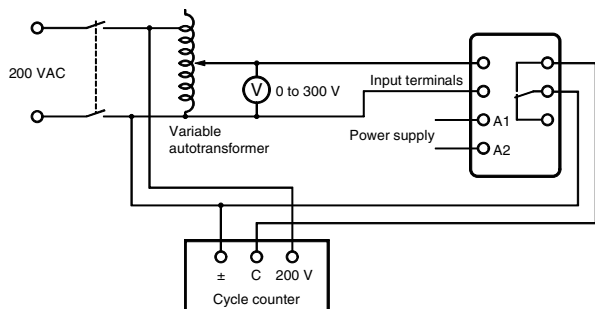 200 VAC
V
0 to 300 V
Variable
autotransformer
Input terminals
A1
Power supply
A2
± C 200 V
Cycle counter